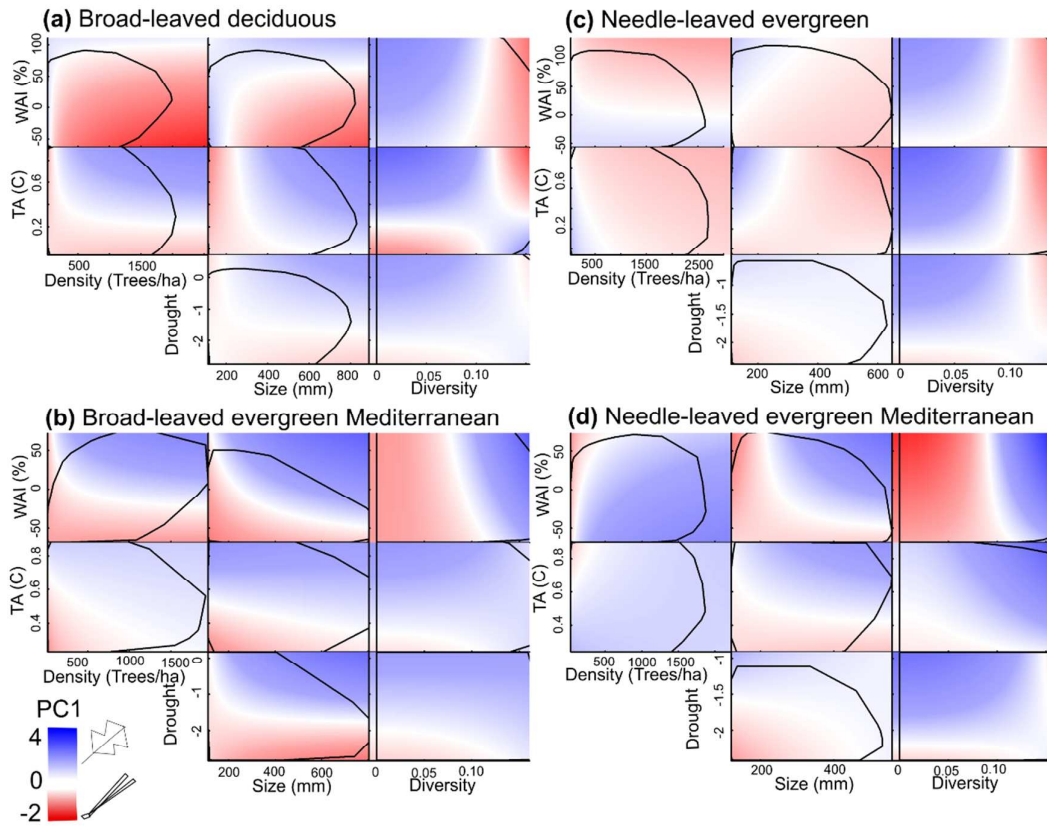 (a) Broad-leaved deciduous
WAI (%)
-50 0 50 100
TA (C)
0.2 0.6
500 1500
Density (Trees/ha)
Drought
-2 -1 0
200 400 600 800
Size (mm)
0 0.05 0.10
Diversity
(c) Needle-leaved evergreen
WAI (%)
-50 0 50 100
TA (C)
0.2 0.6
500 1500 2500
Density (Trees/ha)
Drought
-2 -1.5 -1
200 400 600
Size (mm)
0 0.05 0.10
Diversity
(b) Broad-leaved evergreen Mediterranean
WAI (%)
-50 0 50
TA (C)
0.4 0.6 0.8
500 1000 1500
Density (Trees/ha)
Drought
-2 -1 0
200 400 600 800
Size (mm)
0 0.05 0.10
Diversity
PC1
4
0
-2
(d) Needle-leaved evergreen Mediterranean
WAI (%)
-50 0 50
TA (C)
0.4 0.6 0.8
500 1500 2500
Density (Trees/ha)
Drought
-2 -1.5 -1
200 400
Size (mm)
0 0.05 0.10
Diversity